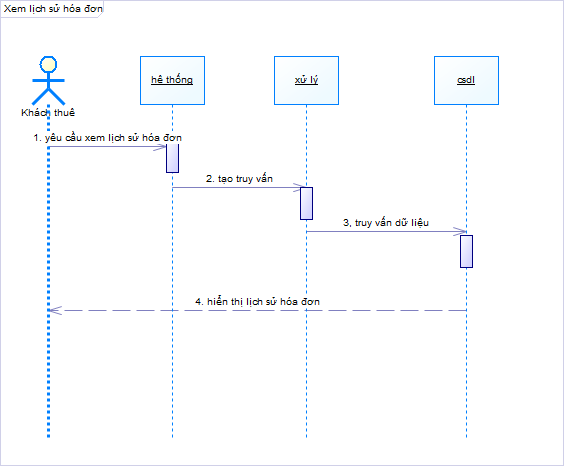 Xem lịch sử hóa đơn
hệ thống
xử lý
csdl
Khách thuê
1. yêu cầu xem lịch sử hóa đơn
2. tạo truy vấn
3, truy vấn dữ liệu
4. hiển thị lịch sử hóa đơn